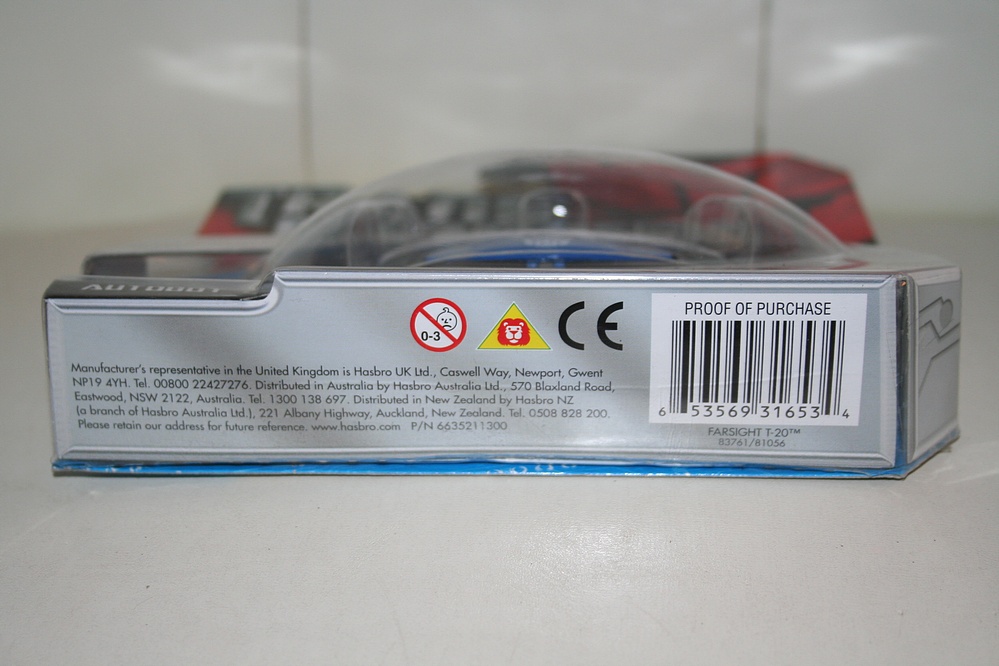 AUTOBOT
0-3
CE
PROOF OF PURCHASE
Manufacturer's representative in the United Kingdom is Hasbro UK Ltd., Caswell Way, Newport, Gwent
NP19 4YH. Tel. 00800 22427276. Distributed in Australia by Hasbro Australia Ltd., 570 Blaxland Road,
Eastwood, NSW 2122, Australia. Tel. 1300 138 697. Distributed in New Zealand by Hasbro NZ
(a branch of Hasbro Australia Ltd.), 221 Albany Highway, Auckland, New Zealand. Tel. 0508 828 200.
Please retain our address for future reference. www.hasbro.com P/N 6635211300
6 53569 31653 4
FARSIGHT T-20™
83761/81056